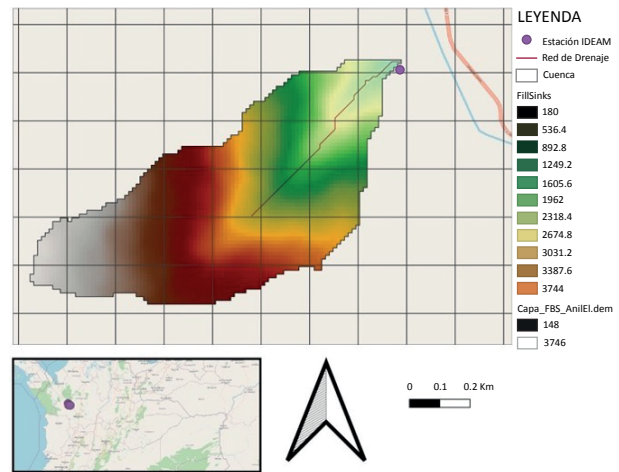 LEYENDA
Estación IDEAM
Red de Drenaje
Cuenca
FillSinks
180
536.4
892.8
1249.2
1605.6
1962
2318.4
2674.8
3031.2
3387.6
3744
Capa_FBS_AnilEl.dem
148
3746
0 0.1 0.2 Km